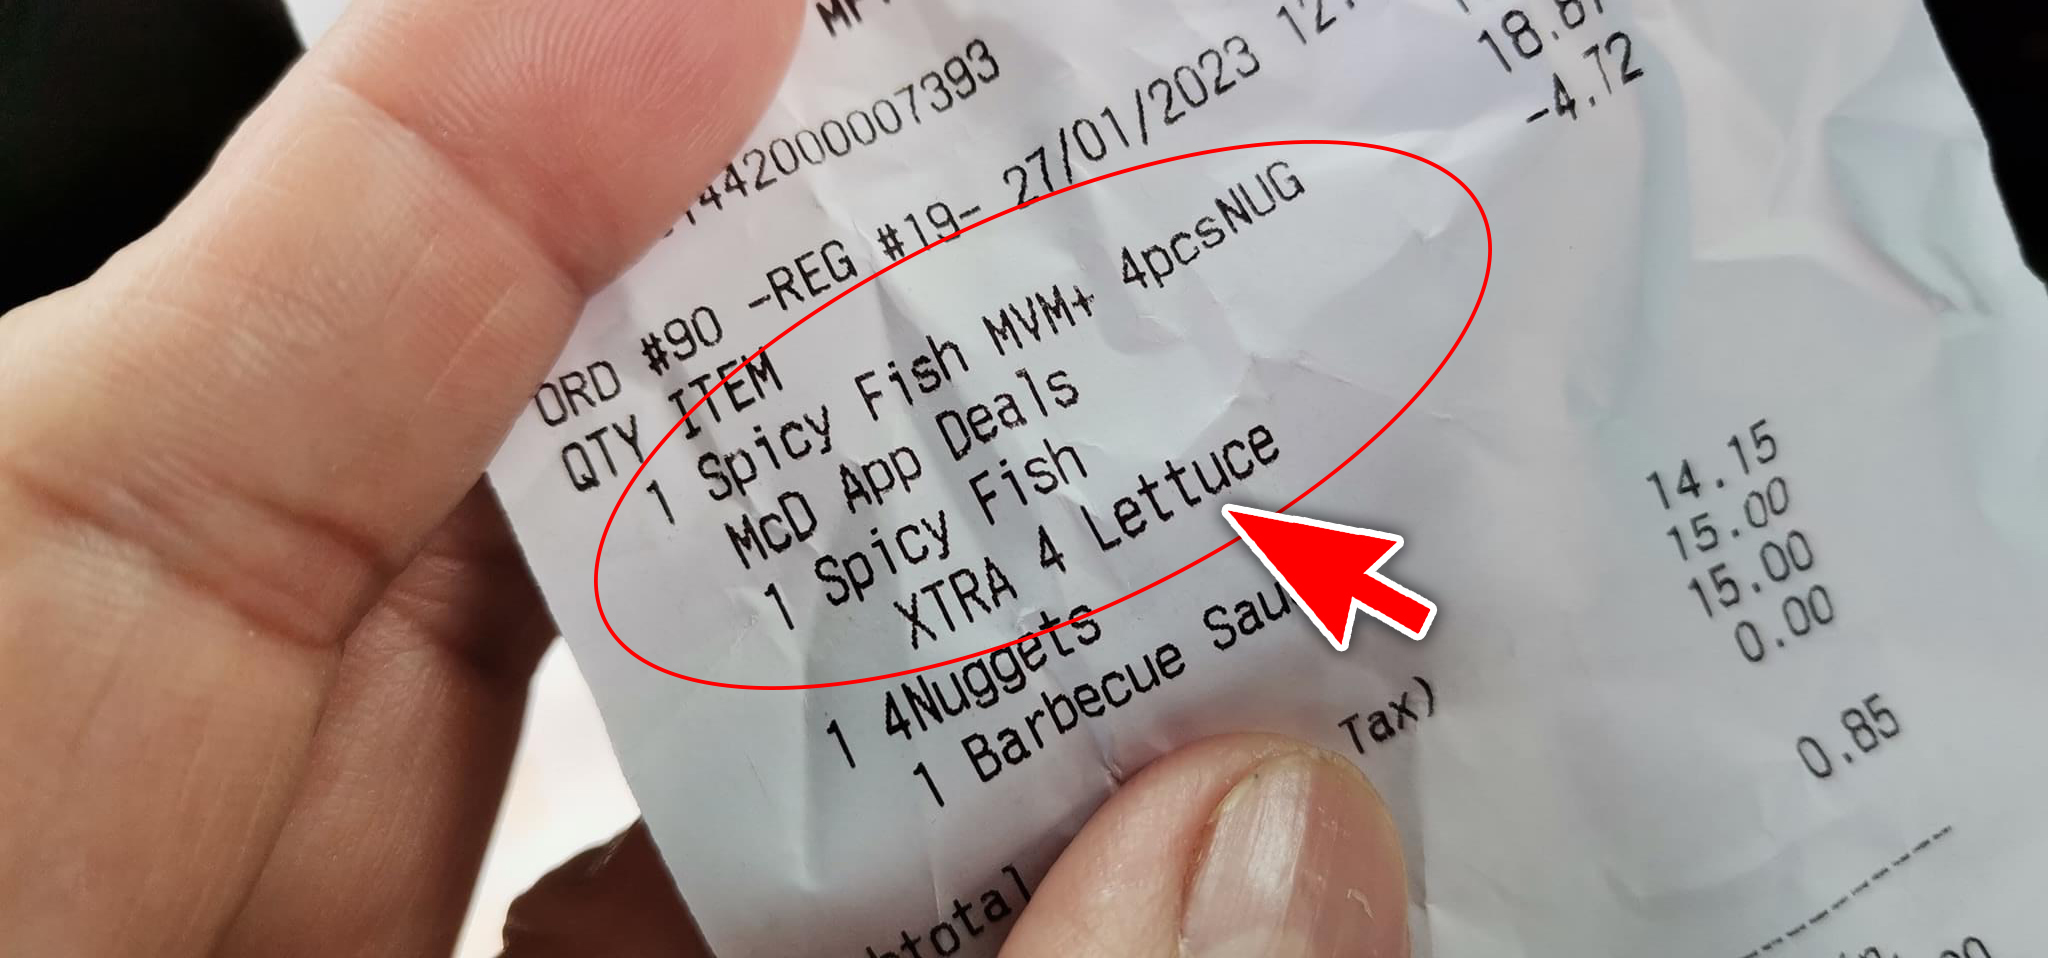 7393
ORD #90 -REG #19- 27/01/2023
QTY ITEM
1 Spicy Fish MVM+ 4pcsNUG
-4.72
McD App Deals
1 Spicy Fish
XTRA 4 Lettuce
1 4Nuggets
1 Barbecue
14.15
15.00
15.00
0.00
Tax)
0.85